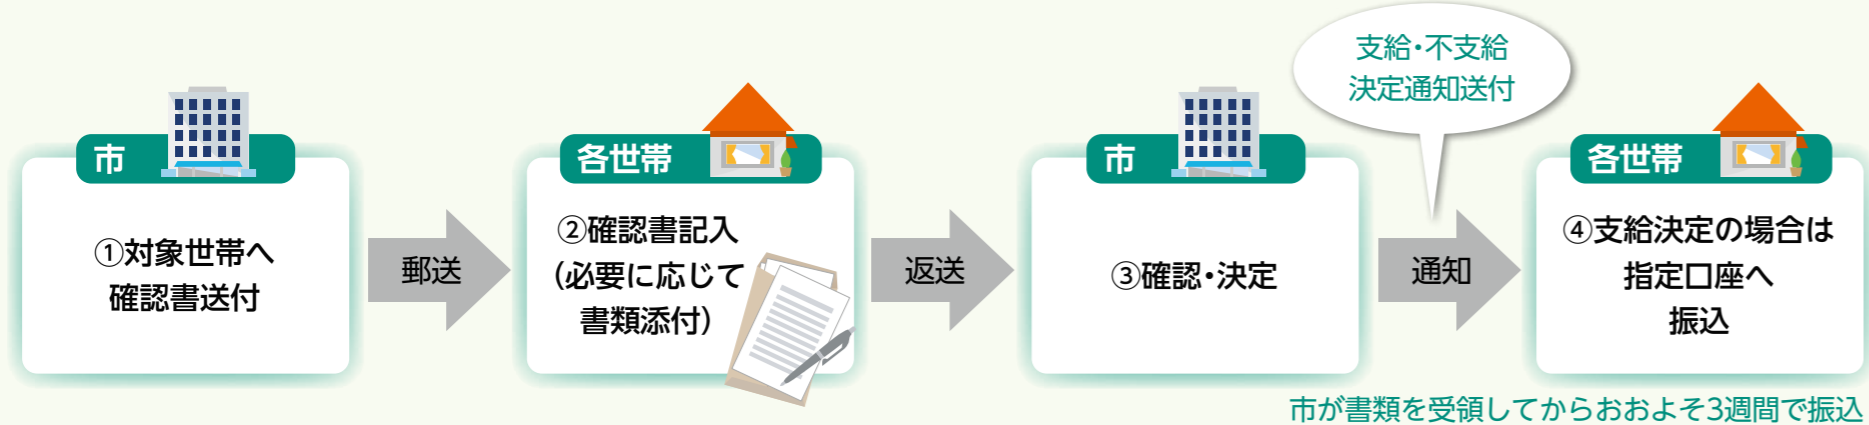 市
①対象世帯へ
確認書送付
郵送
各世帯
②確認書記入
(必要に応じて
書類添付)
返送
市
③確認・決定
支給・不支給
決定通知送付
通知
各世帯
④支給決定の場合は
指定口座へ
振込
市が書類を受領してからおおよそ3週間で振込